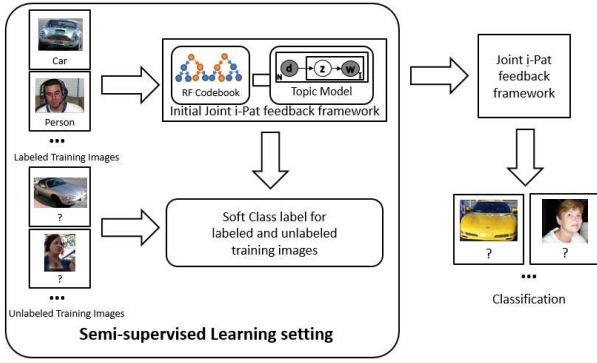 Car
Person
...
Labeled Training Images
?
?
...
Unlabeled Training Images
RF Codebook
d
z
w
N
Topic Model
Initial Joint i-Pat feedback framework
Soft Class label for
labeled and unlabeled
training images
Semi-supervised Learning setting
Joint i-Pat
feedback
framework
?
?
...
Classification